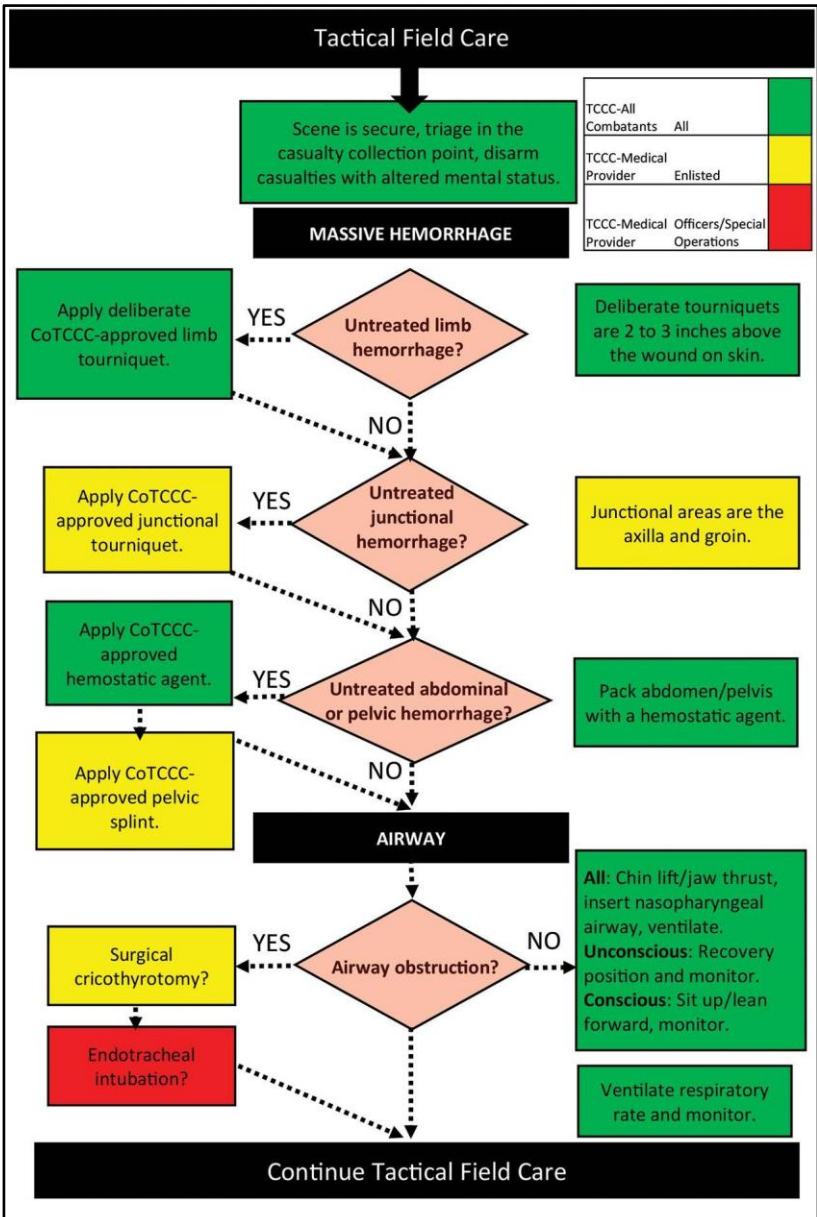 Tactical Field Care
Scene is secure, triage in the
casualty collection point, disarm
casualties with altered mental status.
TCCC-All
Combatants All
TCCC-Medical
Provider Enlisted
TCCC-Medical Officers/Special
Provider Operations
MASSIVE HEMORRHAGE
Apply deliberate
CoTCCC-approved limb
tourniquet.
YES
Untreated limb
hemorrhage?
Deliberate tourniquets
are 2 to 3 inches above
the wound on skin.
NO
Apply CoTCCC-
approved junctional
tourniquet.
YES
Untreated
junctional
hemorrhage?
Junctional areas are the
axilla and groin.
NO
Apply CoTCCC-
approved
hemostatic agent.
YES
Untreated abdominal
or pelvic hemorrhage?
Pack abdomen/pelvis
with a hemostatic agent.
NO
Apply CoTCCC-
approved pelvic
splint.
AIRWAY
Surgical
cricothyrotomy?
YES
Airway obstruction?
NO
All: Chin lift/jaw thrust,
insert nasopharyngeal
airway, ventilate.
Unconscious: Recovery
position and monitor.
Conscious: Sit up/lean
forward, monitor.
Endotracheal
intubation?
Ventilate respiratory
rate and monitor.
Continue Tactical Field Care